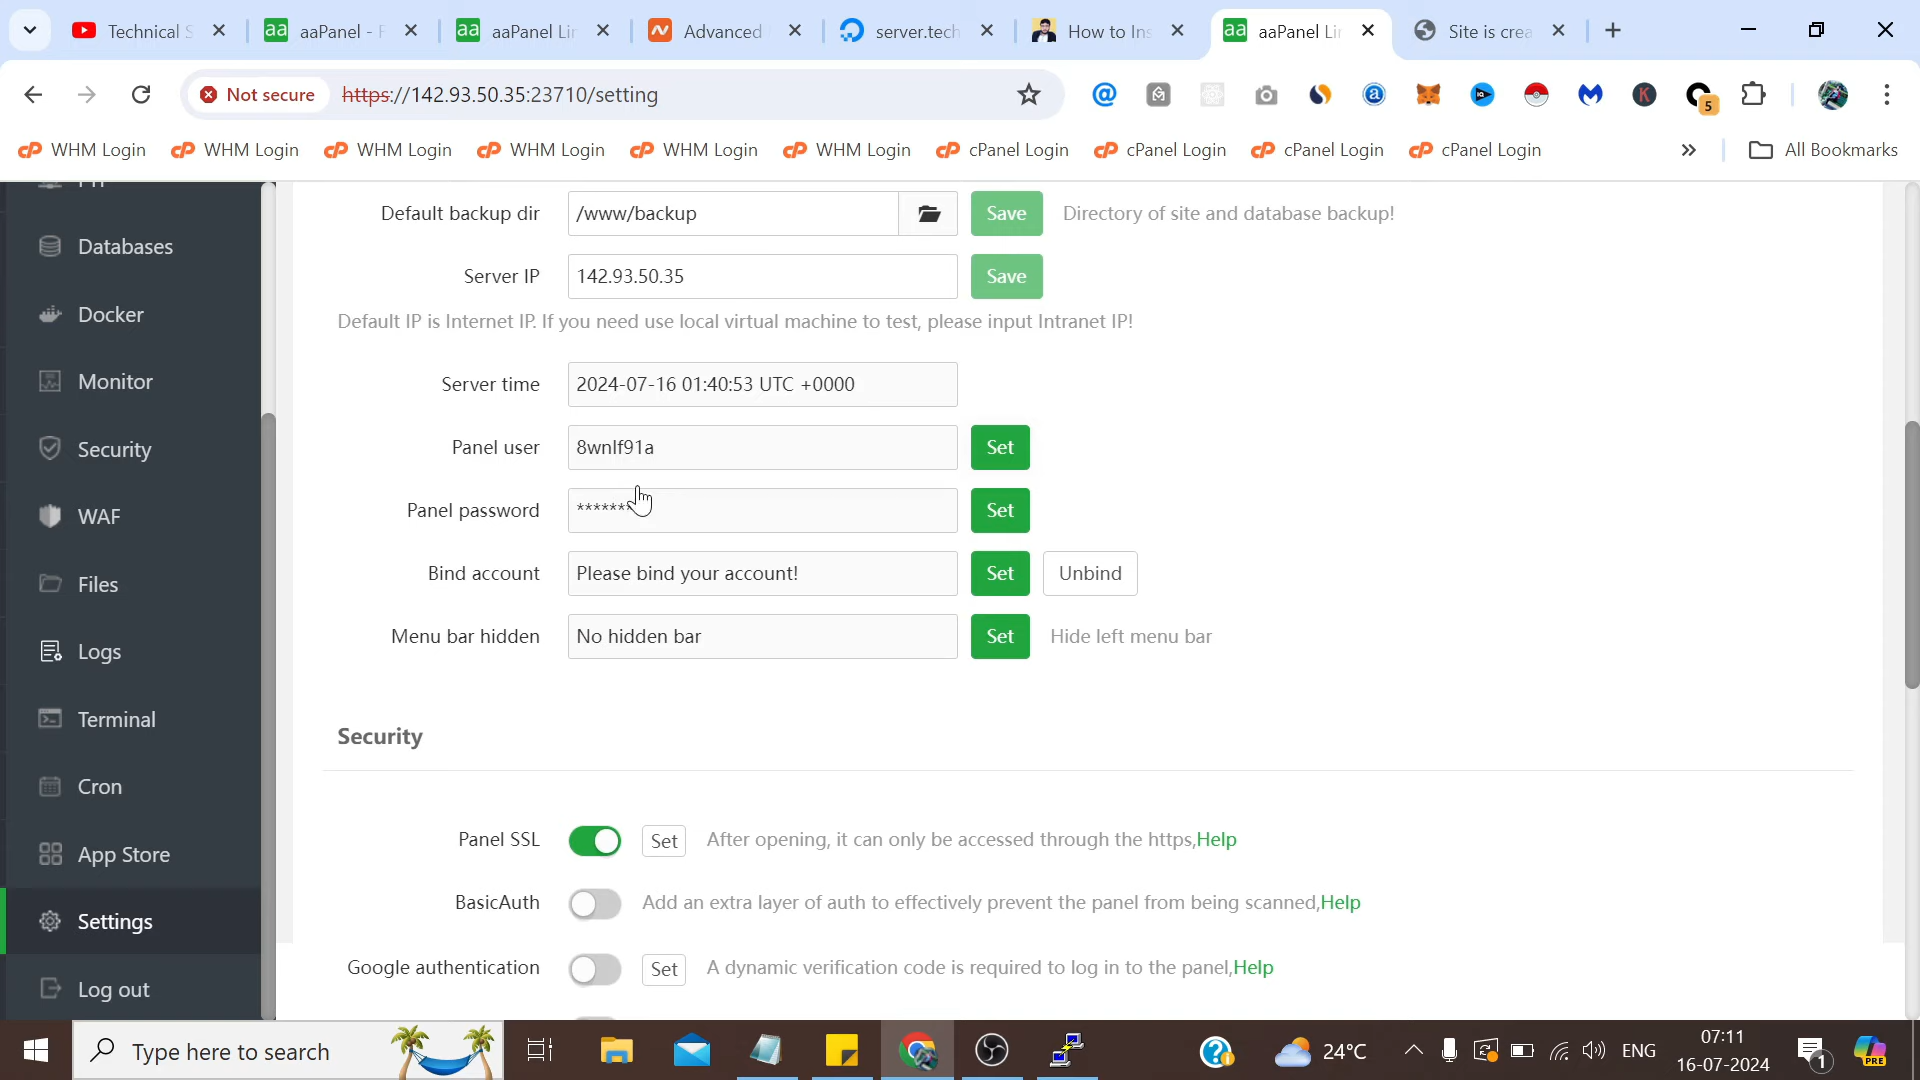 Technical S
aaPanel - F
aaPanel Lin
Advanced
server.tech
How to Ins
aaPanel Lin
Site is crea
Not secure
https://142.93.50.35:23710/setting
5
WHM Login
WHM Login
WHM Login
WHM Login
WHM Login
WHM Login
cPanel Login
cPanel Login
cPanel Login
cPanel Login
All Bookmarks
Databases
Docker
Monitor
Security
WAF
Files
Logs
Terminal
Cron
App Store
Settings
Log out
Default backup dir /www/backup Save Directory of site and database backup!
Server IP 142.93.50.35 Save
Default IP is Internet IP. If you need use local virtual machine to test, please input Intranet IP!
Server time 2024-07-16 01:40:53 UTC +0000
Panel user 8wnlf91a Set
Panel password ******* Set
Bind account Please bind your account! Set Unbind
Menu bar hidden No hidden bar Set Hide left menu bar
Security
Panel SSL Set After opening, it can only be accessed through the https,Help
BasicAuth Add an extra layer of auth to effectively prevent the panel from being scanned,Help
Google authentication Set A dynamic verification code is required to log in to the panel,Help
Type here to search
24°C
ENG
07:11
16-07-2024
1
PRE